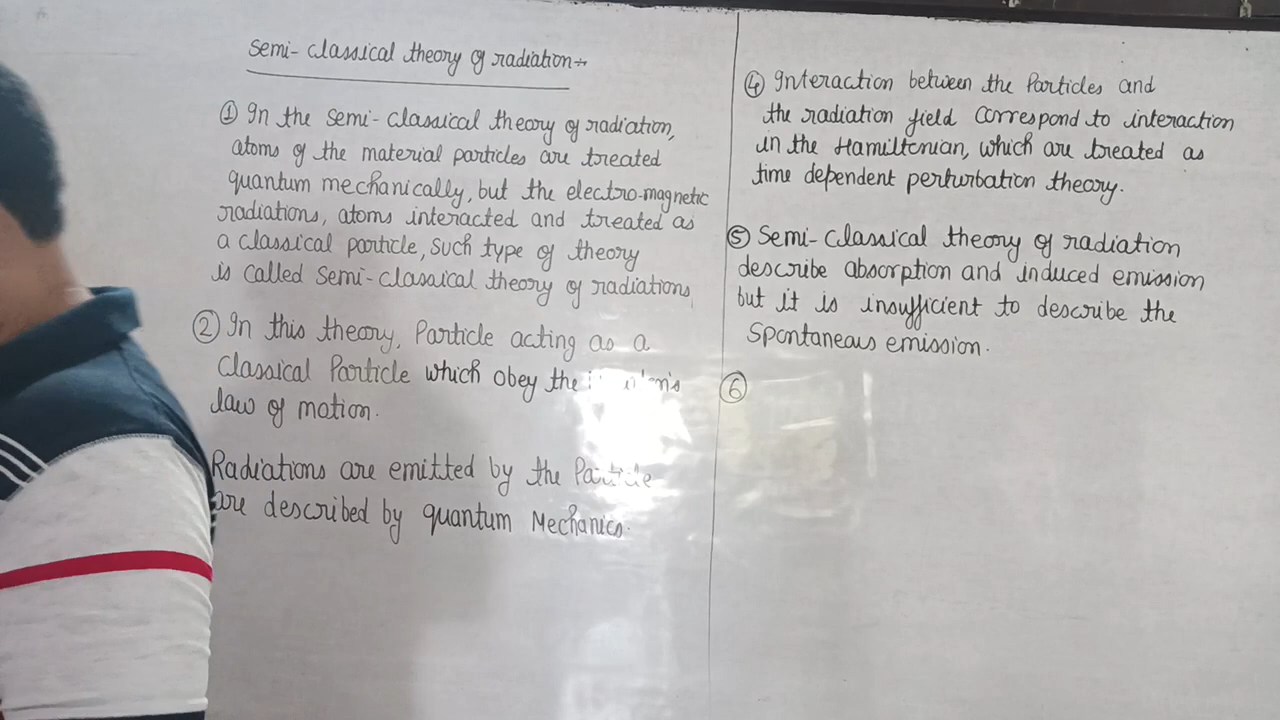 Semi-classical theory of radiation→
① In the semi-classical theory of radiation,
atoms of the material particles are treated
quantum mechanically, but the electro-magnetic
radiations, atoms interacted and treated as
a classical particle, such type of theory
is called semi-classical theory of radiations
② In this theory, Particle acting as a
Classical Particle which obey the
law of motion.
Radiations are emitted by the Particle
are described by quantum Mechanics.
④ Interaction between the Particles and
the radiation field correspond to interaction
in the Hamiltonian, which are treated as
time dependent perturbation theory.
⑤ Semi-classical theory of radiation
describe absorption and induced emission
but it is insufficient to describe the
Spontaneous emission.
⑥